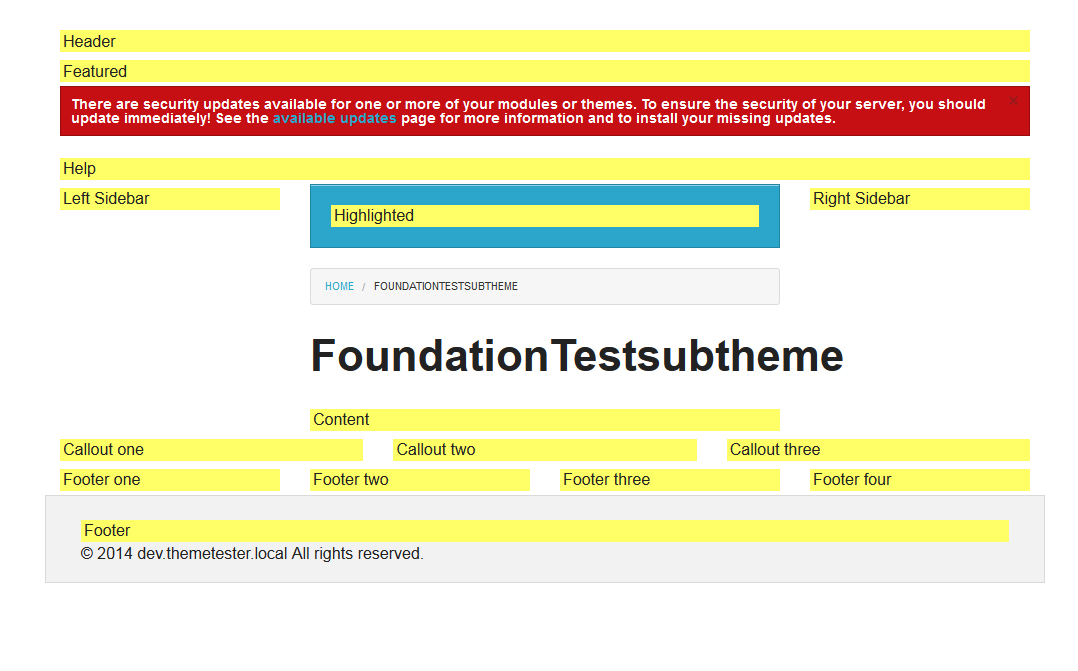 Header
Featured
There are security updates available for one or more of your modules or themes. To ensure the security of your server, you should ×
update immediately! See the available updates page for more information and to install your missing updates.
Help
Left Sidebar
Highlighted
Right Sidebar
HOME / FOUNDATIONTESTSUBTHEME
FoundationTestsubtheme
Content
Callout one
Callout two
Callout three
Footer one
Footer two
Footer three
Footer four
Footer
© 2014 dev.themetester.local All rights reserved.